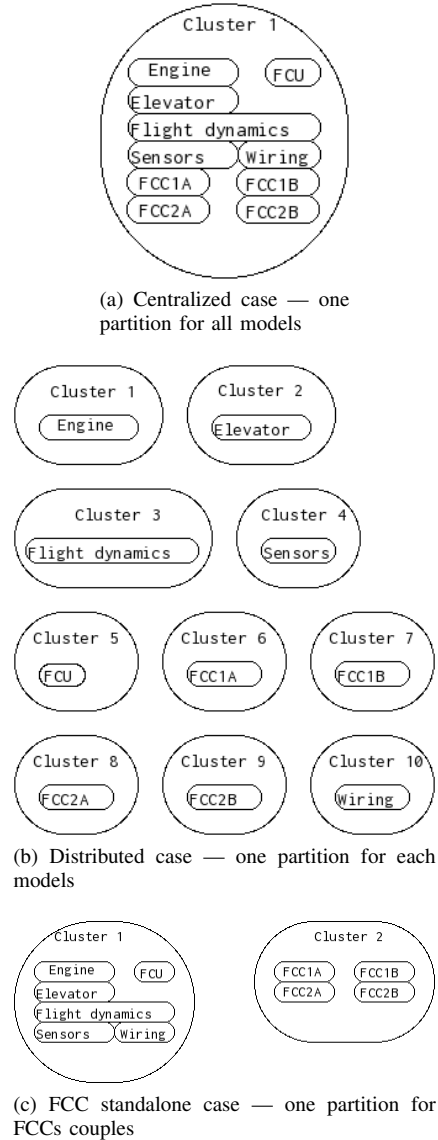 Cluster 1
Engine FCU
Elevator
Flight dynamics
Sensors Wiring
FCC1A FCC1B
FCC2A FCC2B
(a) Centralized case — one
partition for all models
Cluster 1 Cluster 2
Engine Elevator
Cluster 3 Cluster 4
Flight dynamics Sensors
Cluster 5 Cluster 6 Cluster 7
FCU FCC1A FCC1B
Cluster 8 Cluster 9 Cluster 10
FCC2A FCC2B Wiring
(b) Distributed case — one partition for each
models
Cluster 1 Cluster 2
Engine FCU FCC1A FCC1B
Elevator FCC2A FCC2B
Flight dynamics
Sensors Wiring
(c) FCC standalone case — one partition for
FCCs couples